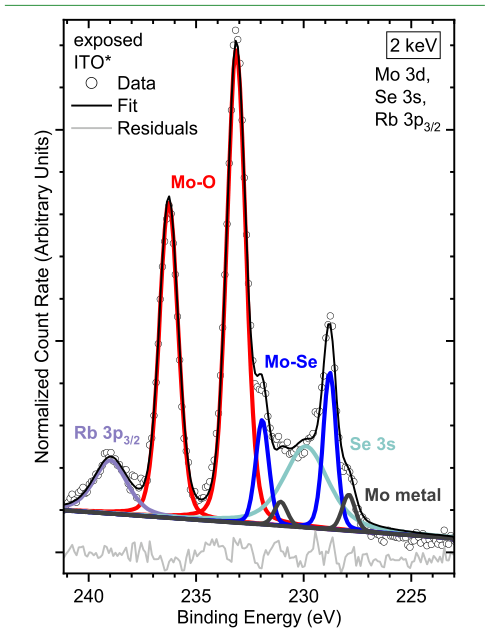 exposed
ITO*
Data
Fit
Residuals
2 keV
Mo 3d,
Se 3s,
Rb 3p3/2
Mo-O
Mo-Se
Rb 3p3/2
Se 3s
Mo metal
Normalized Count Rate (Arbitrary Units)
240 235 230 225
Binding Energy (eV)